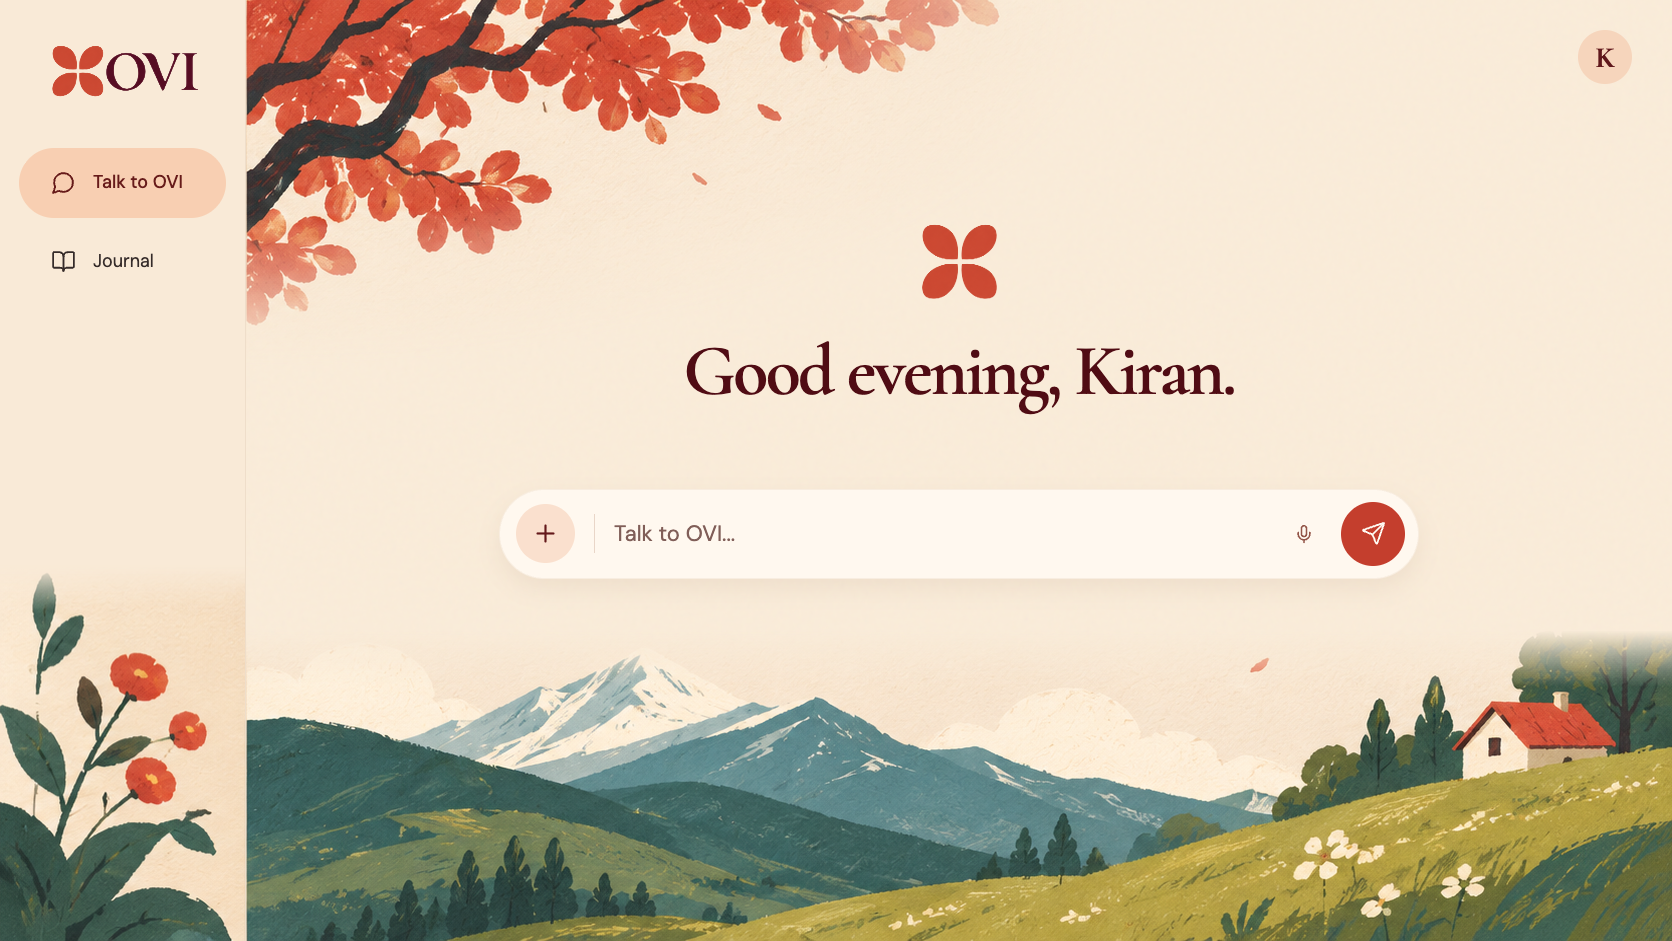 OVI
Talk to OVI
Journal
K
Good evening, Kiran.
Talk to OVI...